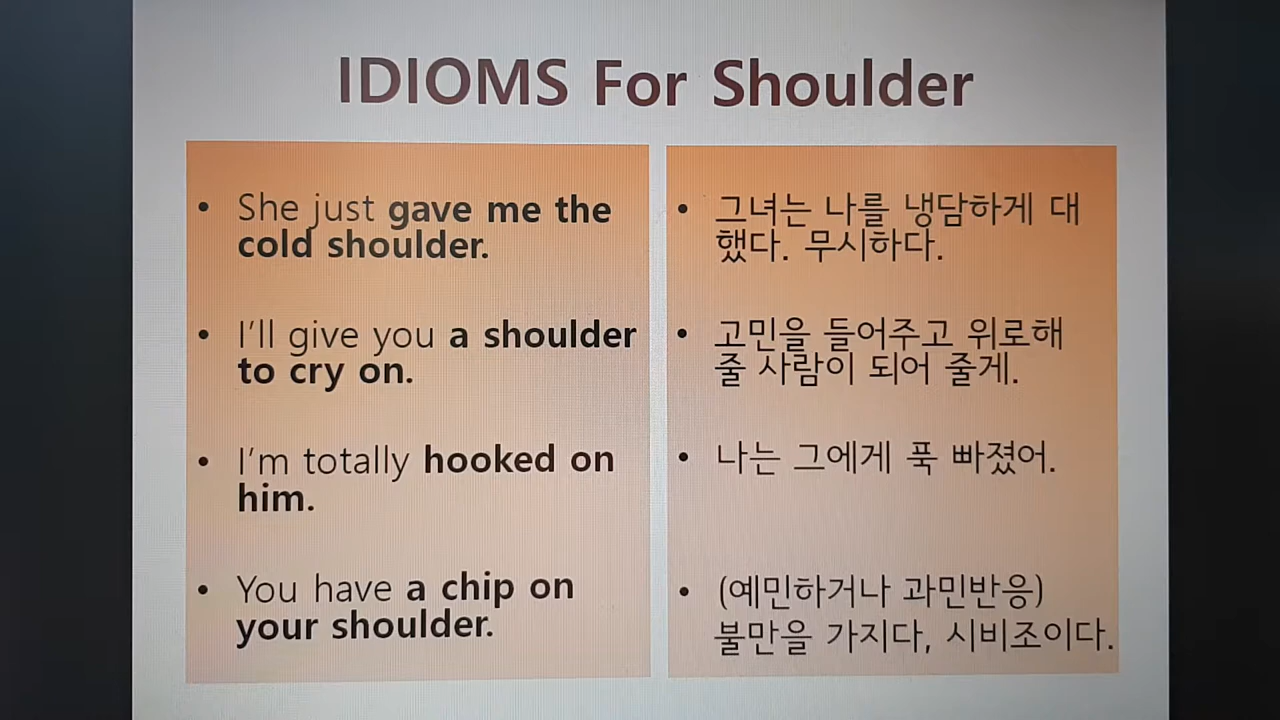 IDIOMS For Shoulder
• She just gave me the
cold shoulder.
• I'll give you a shoulder
to cry on.
• I'm totally hooked on
him.
• You have a chip on
your shoulder.
• 그녀는 나를 냉담하게 대
했다. 무시하다.
• 고민을 들어주고 위로해
줄 사람이 되어 줄게.
• 나는 그에게 푹 빠졌어.
• (예민하거나 과민반응)
불만을 가지다, 시비조이다.